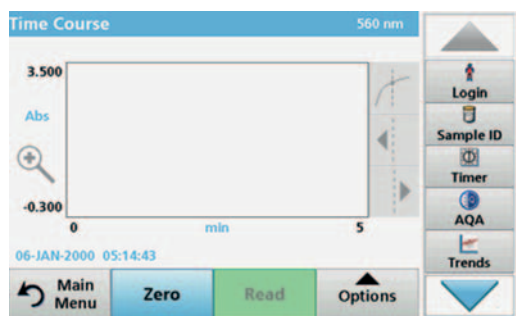 Time Course 560 nm
3.500
Abs
-0.300
0 min 5
06-JAN-2000 05:14:43
Main Menu
Zero
Read
Options
Login
Sample ID
Timer
AQA
Trends